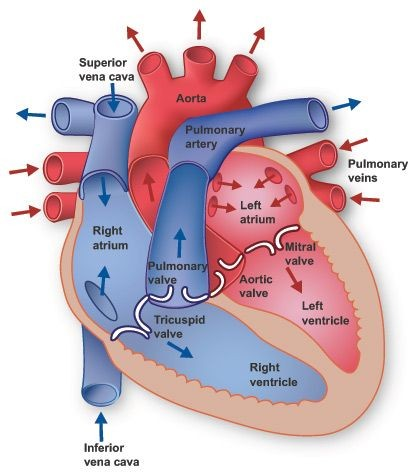 Superior
vena cava
Aorta
Pulmonary
artery
Pulmonary
veins
Left
atrium
Right
atrium
Mitral
valve
Pulmonary
valve
Aortic
valve
Left
ventricle
Tricuspid
valve
Right
ventricle
Inferior
vena cava